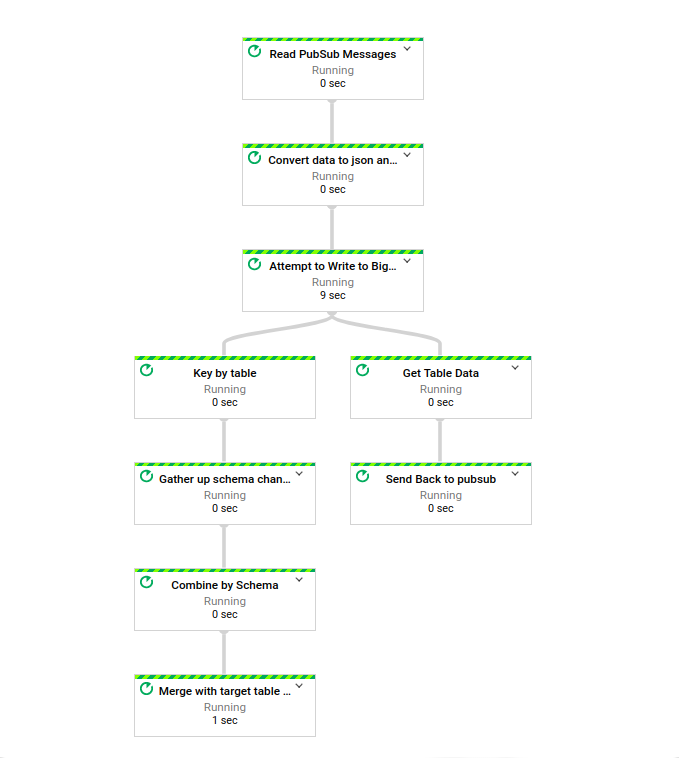 Read PubSub Messages
Running
0 sec
Convert data to json an...
Running
0 sec
Attempt to Write to Big...
Running
9 sec
Key by table
Running
0 sec
Get Table Data
Running
0 sec
Gather up schema chan...
Running
0 sec
Send Back to pubsub
Running
0 sec
Combine by Schema
Running
0 sec
Merge with target table ...
Running
1 sec